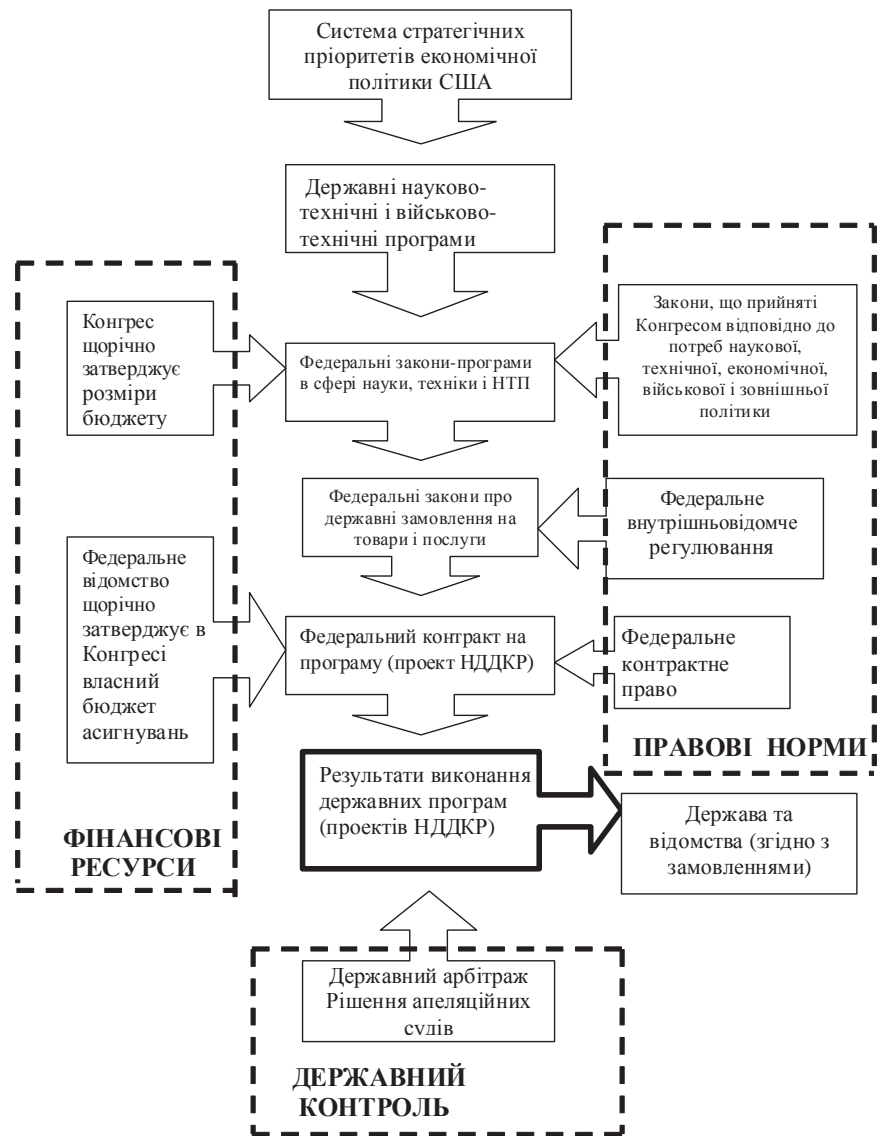 Система стратегічних
пріоритетів економічної
політики США
Державні науково-
технічні і військово-
технічні програми
Конгрес
щорічно
затверджує
розміри
бюджету
Федеральні закони-програми
в сфері науки, техніки і НТП
Закони, що прийняті
Конгресом відповідно до
потреб наукової,
технічної, економічної,
військової і зовнішньої
політики
Федеральні закони про
державні замовлення на
товари і послуги
Федеральне
внутрішньовідомче
регулювання
Федеральне
відомство
щорічно
затверджує в
Конгресі
власний
бюджет
асигнувань
Федеральний контракт на
програму (проект НДДКР)
Федеральне
контрактне
право
ПРАВОВІ НОРМИ
Результати виконання
державних програм
(проектів НДДКР)
Держава та
відомства (згідно з
замовленнями)
ФІНАНСОВІ
РЕСУРСИ
Державний арбітраж
Рішення апеляційних
судів
ДЕРЖАВНИЙ
КОНТРОЛЬ